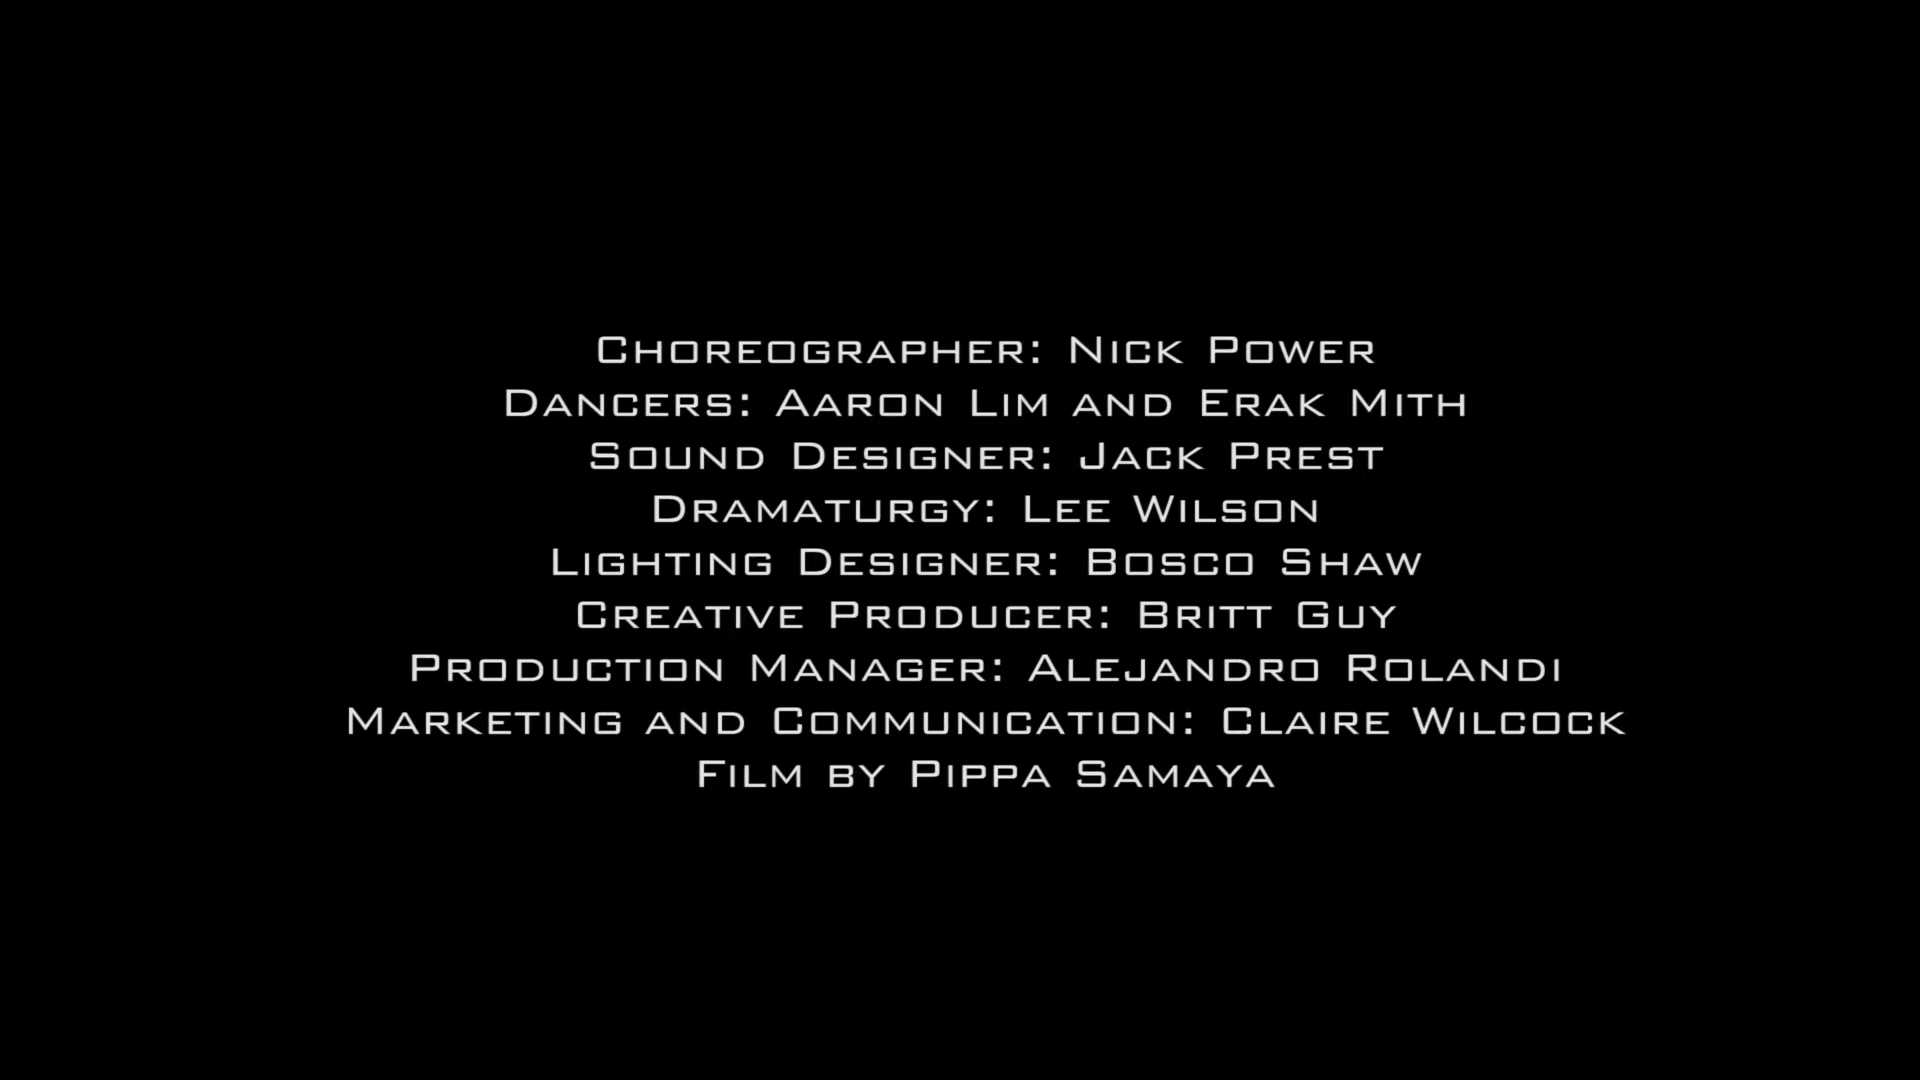 Choreographer: Nick Power
Dancers: Aaron Lim and Erak Mith
Sound Designer: Jack Prest
Dramaturgy: Lee Wilson
Lighting Designer: Bosco Shaw
Creative Producer: Britt Guy
Production Manager: Alejandro Rolandi
Marketing and Communication: Claire Wilcock
Film by Pippa Samaya